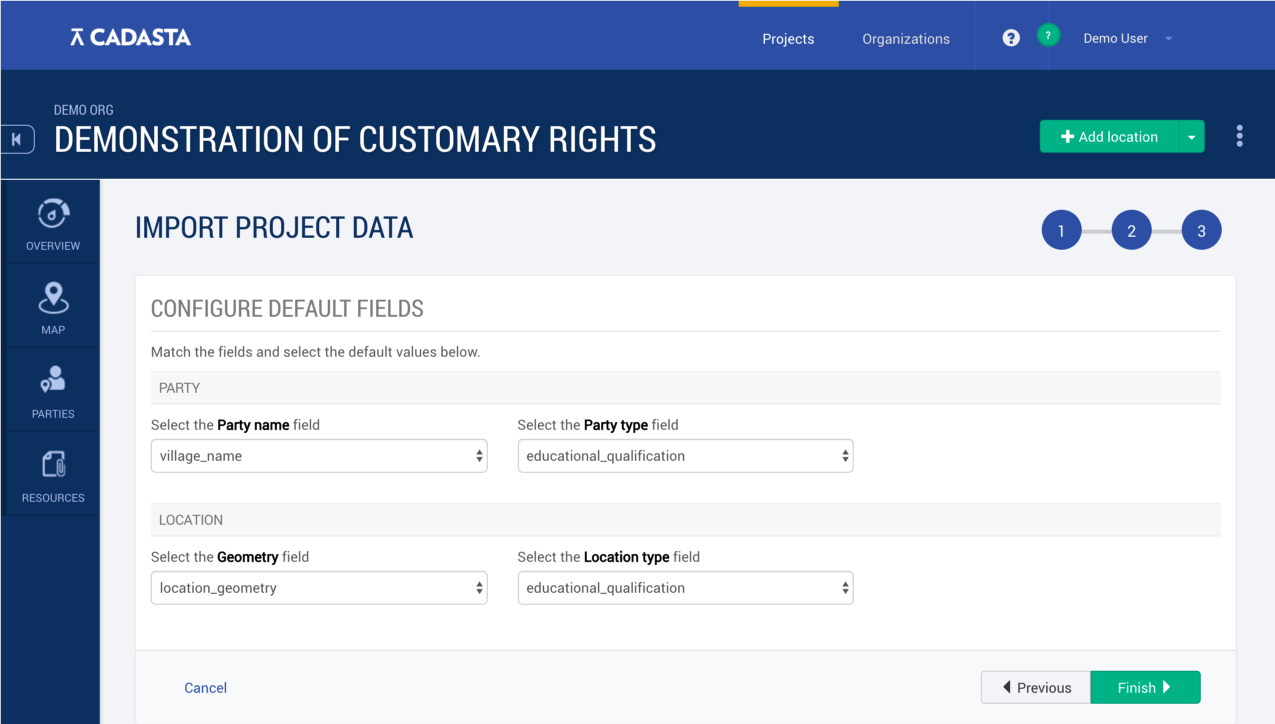 CADASTA
Projects
Organizations
?
?
Demo User
DEMO ORG
DEMONSTRATION OF CUSTOMARY RIGHTS
Add location
OVERVIEW
MAP
PARTIES
RESOURCES
IMPORT PROJECT DATA
1
2
3
CONFIGURE DEFAULT FIELDS
Match the fields and select the default values below.
PARTY
Select the Party name field
Select the Party type field
village_name
educational_qualification
LOCATION
Select the Geometry field
Select the Location type field
location_geometry
educational_qualification
Cancel
Previous
Finish